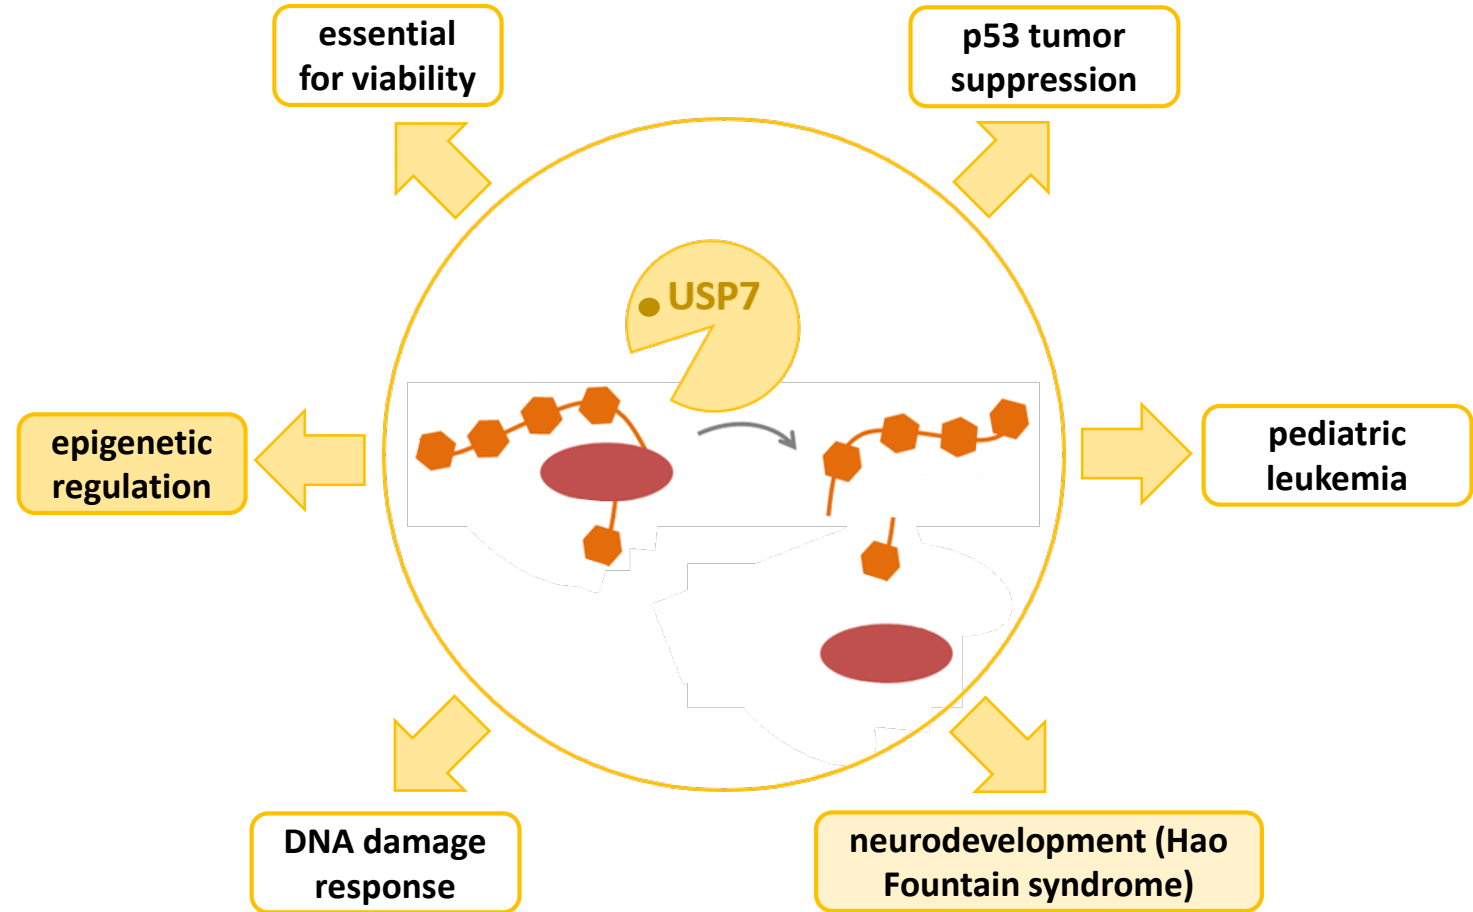 essential
for viability
p53 tumor
suppression
USP7
epigenetic
regulation
pediatric
leukemia
DNA damage
response
neurodevelopment (Hao
Fountain syndrome)